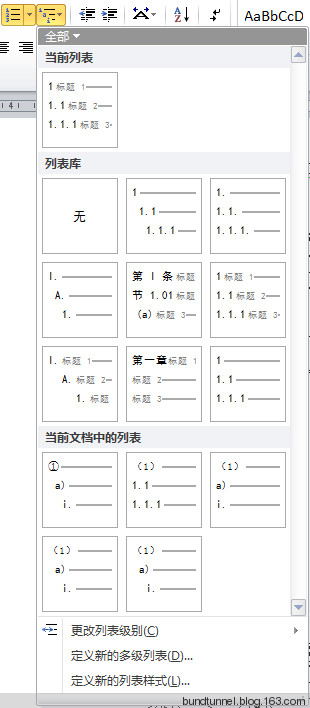 AaBbCcD
全部
当前列表
1 标题 1
1.1 标题 2
1.1.1 标题 3
列表库
无
1
1.1
1.1.1
1.
1.1.
1.1.1.
I.
A.
1.
第 I 条 标题
节 1.01 标题
(a) 标题 3
1 标题 1
1.1 标题 2
1.1.1 标题 3
I. 标题 1
A. 标题 2
1. 标题
第一章 标题 1
标题 2
标题 3
1
1.1
1.1.1
当前文档中的列表
①
a)
i.
(1)
1.1
1.1.1
(1)
a)
i.
(1)
a)
i.
(1)
a)
i.
更改列表级别(C)
定义新的多级列表(D)...
定义新的列表样式(L)...
bundtunnel.blog.163.com